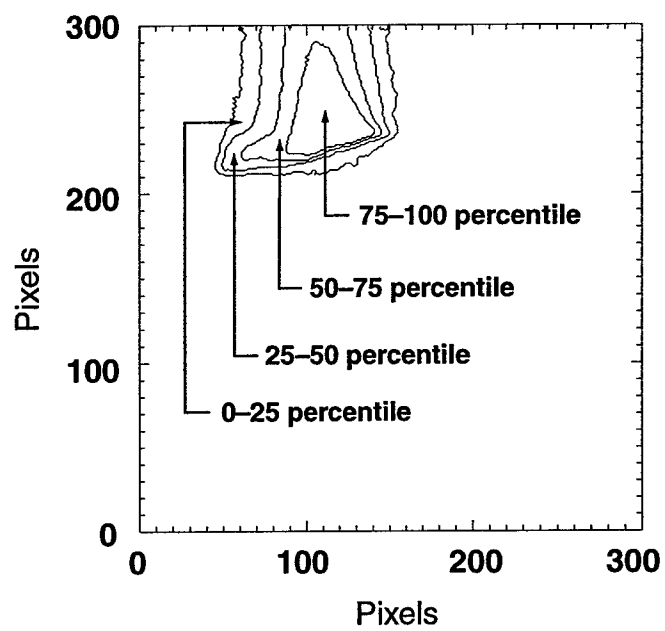 300
200
100
0
Pixels
75–100 percentile
50–75 percentile
25–50 percentile
0–25 percentile
0 100 200 300
Pixels